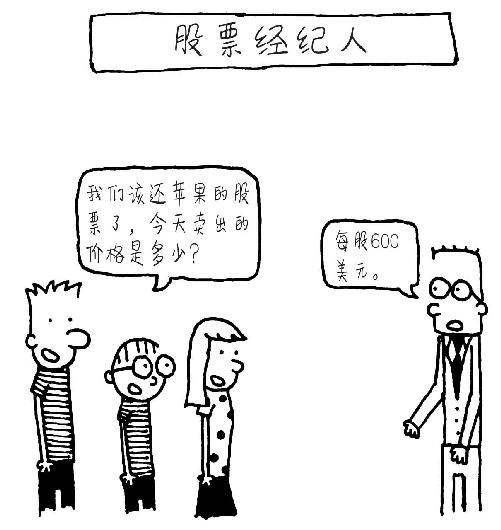 股票经纪人
我们该还苹果的股
票了，今天卖出的
价格是多少？
每股600
美元。